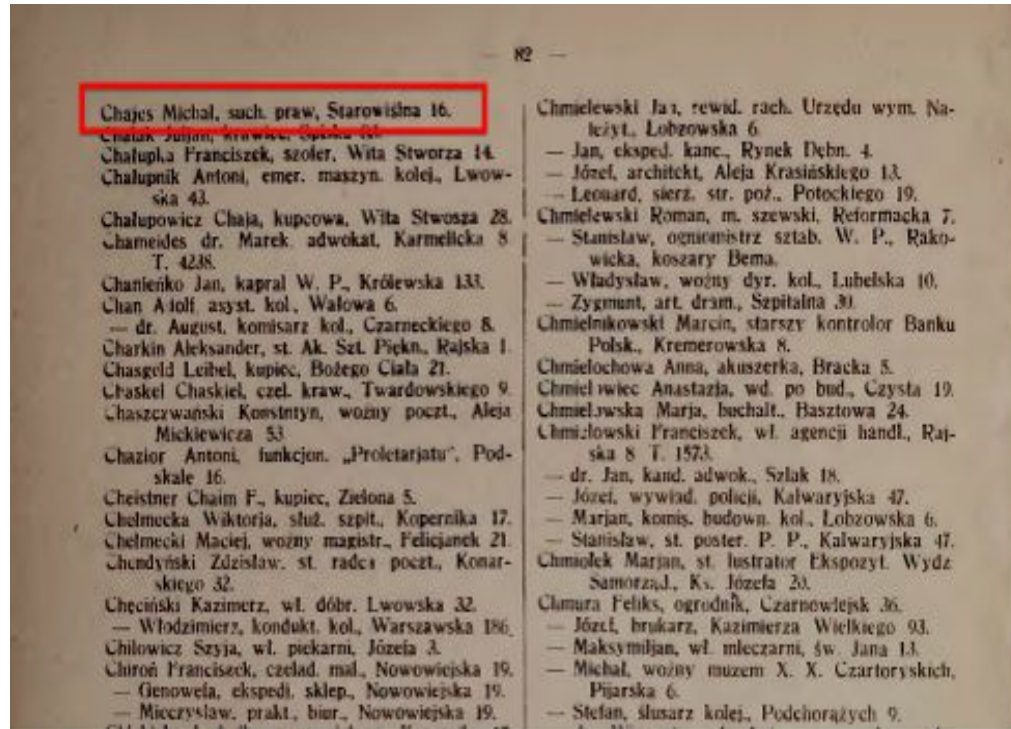 — 82 —
Chajes Michał, such. praw, Starowiślna 16.
Chałupka Franciszek, szofer, Wita Stworza 14.
Chałupnik Antoni, emer. maszyn. kolej., Lwow-
ska 43.
Chałupowicz Chaja, kupcowa, Wita Stwosza 28.
Chameides dr. Marek, adwokat, Karmelicka 8
T. 4238.
Chanieńko Jan, kapral W. P., Królewska 133.
Chan Adolf, asyst. kol., Wałowa 6.
— dr. August, komisarz kol., Czarneckiego 8.
Charkin Aleksander, st. Ak. Szt. Piękn., Rajska 1.
Chasgeld Leibel, kupiec, Bożego Ciała 21.
Chaskel Chaskiel, czel. kraw., Twardowskiego 9.
Chaszczwański Konstntyn, woźny poczt., Aleja
Mickiewicza 53
Chazior Antoni, funkcjon. „Proletarjatu", Pod-
skale 16.
Cheistner Chaim F., kupiec, Zielona 5.
Chełmecka Wiktorja, służ. szpit., Kopernika 17.
Chełmecki Maciej, woźny magistr., Felicjanek 21.
Chendyński Zdzisław, st. radca poczt., Konar-
skiego 32.
Chęciński Kazimerz, wł. dóbr. Lwowska 32.
— Włodzimierz, kondukt. kol., Warszawska 186.
Chilowicz Szyja, wł. piekarni, Józefa 3.
Chiroń Franciszek, czelad. mal., Nowowiejska 19.
— Genowefa, ekspedj. sklep., Nowowiejska 19.
— Mieczysław, prakt., biur., Nowowiejska 19.
Chmielewski Jan, rewid. rach. Urzędu wym. Na-
leżyt., Łobzowska 6.
— Jan, eksped. kanc., Rynek Dębn. 4.
— Józef, architekt, Aleja Krasińskiego 13.
— Leonard, sierż. str. poż., Potockiego 19.
Chmielewski Roman, m. szewski, Reformacka 7.
— Stanisław, ogniomistrz sztab. W. P., Rako-
wicka, koszary Bema.
— Władysław, woźny dyr. kol., Lubelska 10.
— Zygmunt, art. dram., Szpitalna 30.
Chmielnikowski Marcin, starszy kontrolor Banku
Polsk., Kremerowska 8.
Chmielochowa Anna, akuszerka, Bracka 5.
Chmielowiec Anastazja, wd. po bud., Czysta 19.
Chmielowska Marja, buchalt., Basztowa 24.
Chmielowski Franciszek, wł. agencji handl., Raj-
ska 8 T. 1573.
— dr. Jan, kand. adwok., Szlak 18.
— Józef, wywiad. policji, Kalwaryjska 47.
— Marjan, komis. budown. kol., Łobzowska 6.
— Stanisław, st. poster. P. P., Kalwaryjska 47.
Chmiołek Marjan, st. lustrator Ekspozyt. Wydz
Samorząd., Ks. Józefa 20.
Chmura Feliks, ogrodnik, Czarnowiejsk 36.
— Józef, brukarz, Kazimierza Wielkiego 93.
— Maksymiljan, wł. mleczarni, św. Jana 13.
— Michał, woźny muzem X. X. Czartoryskich,
Pijarska 6.
— Stefan, ślusarz kolej., Podchorążych 9.